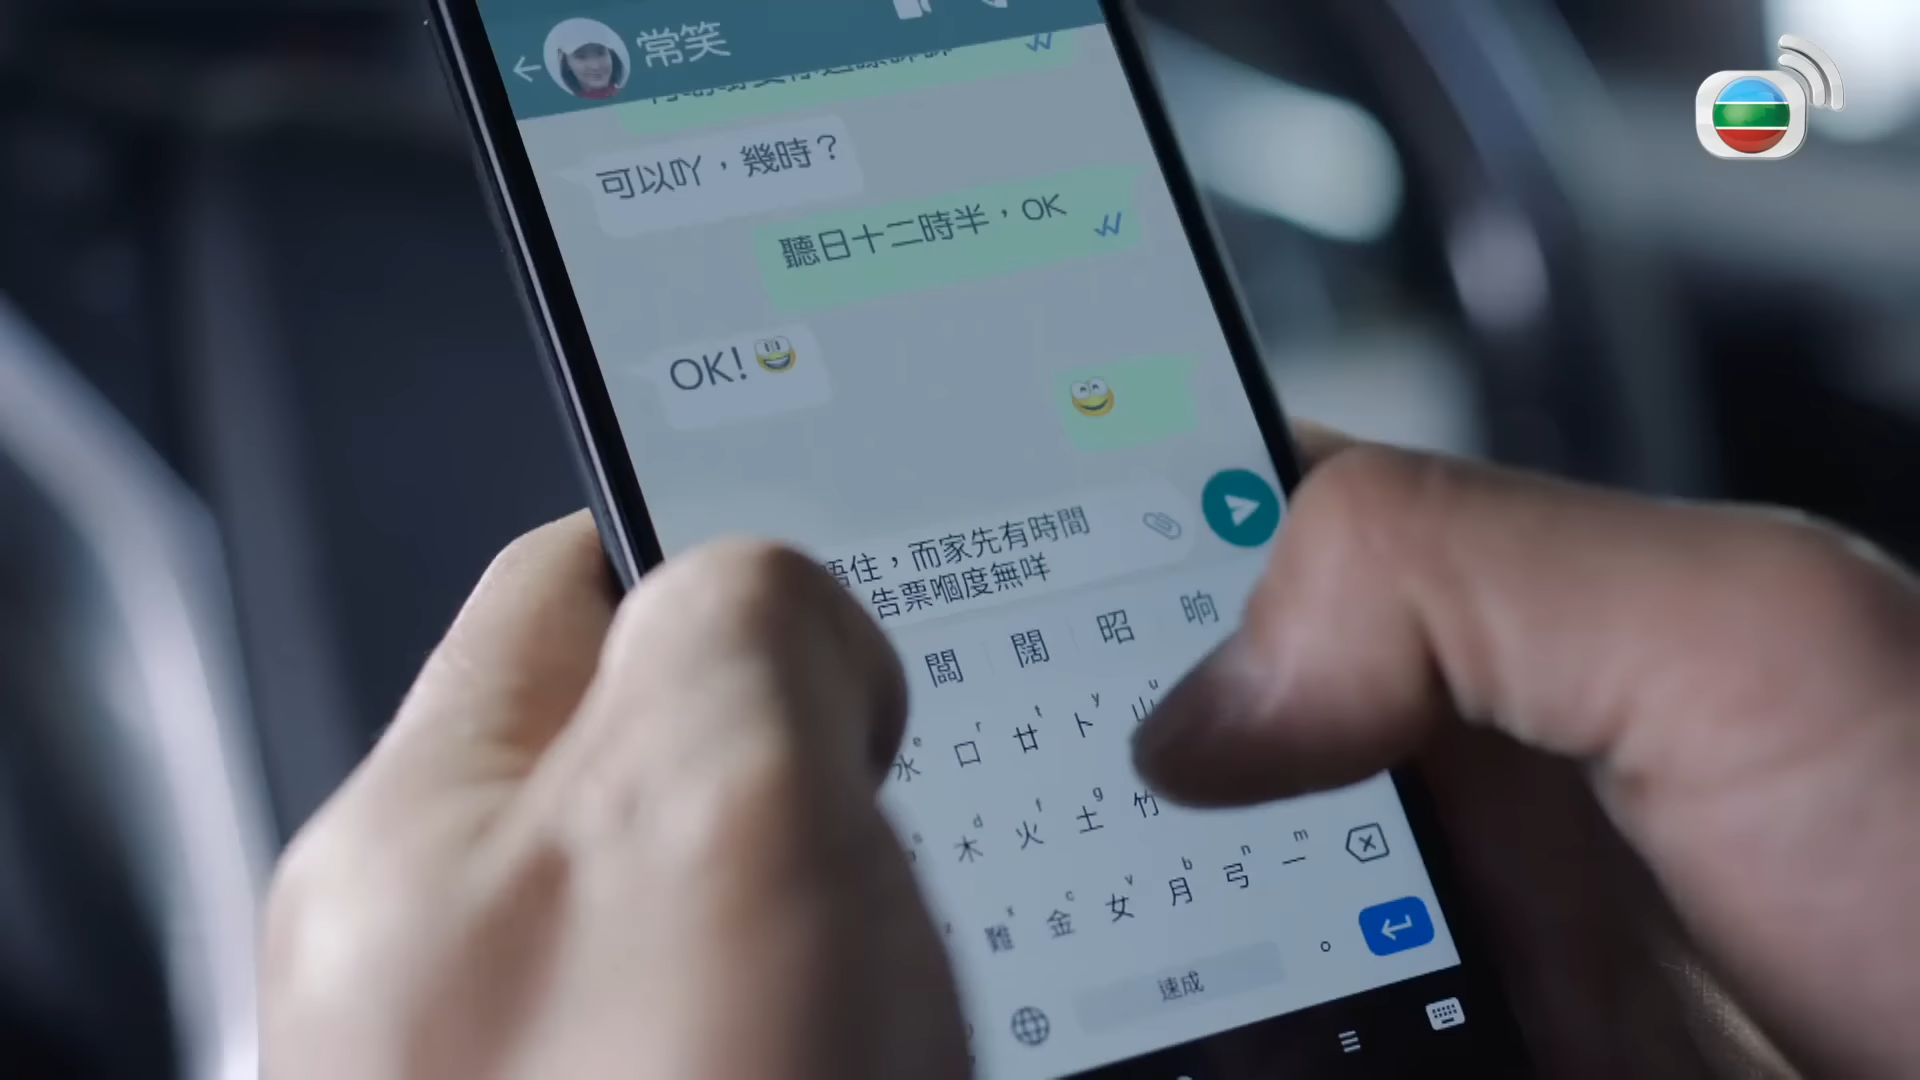 常笑
可以吖，幾時？
聽日十二時半，OK
OK!
住，而家先有時間
告票嗰度無咩
闆 闊 昭 晌
e r t y u
水 口 廿 卜 山
s d f g
木 火 土 竹
x c v b n m
難 金 女 月 弓 一
速成 。